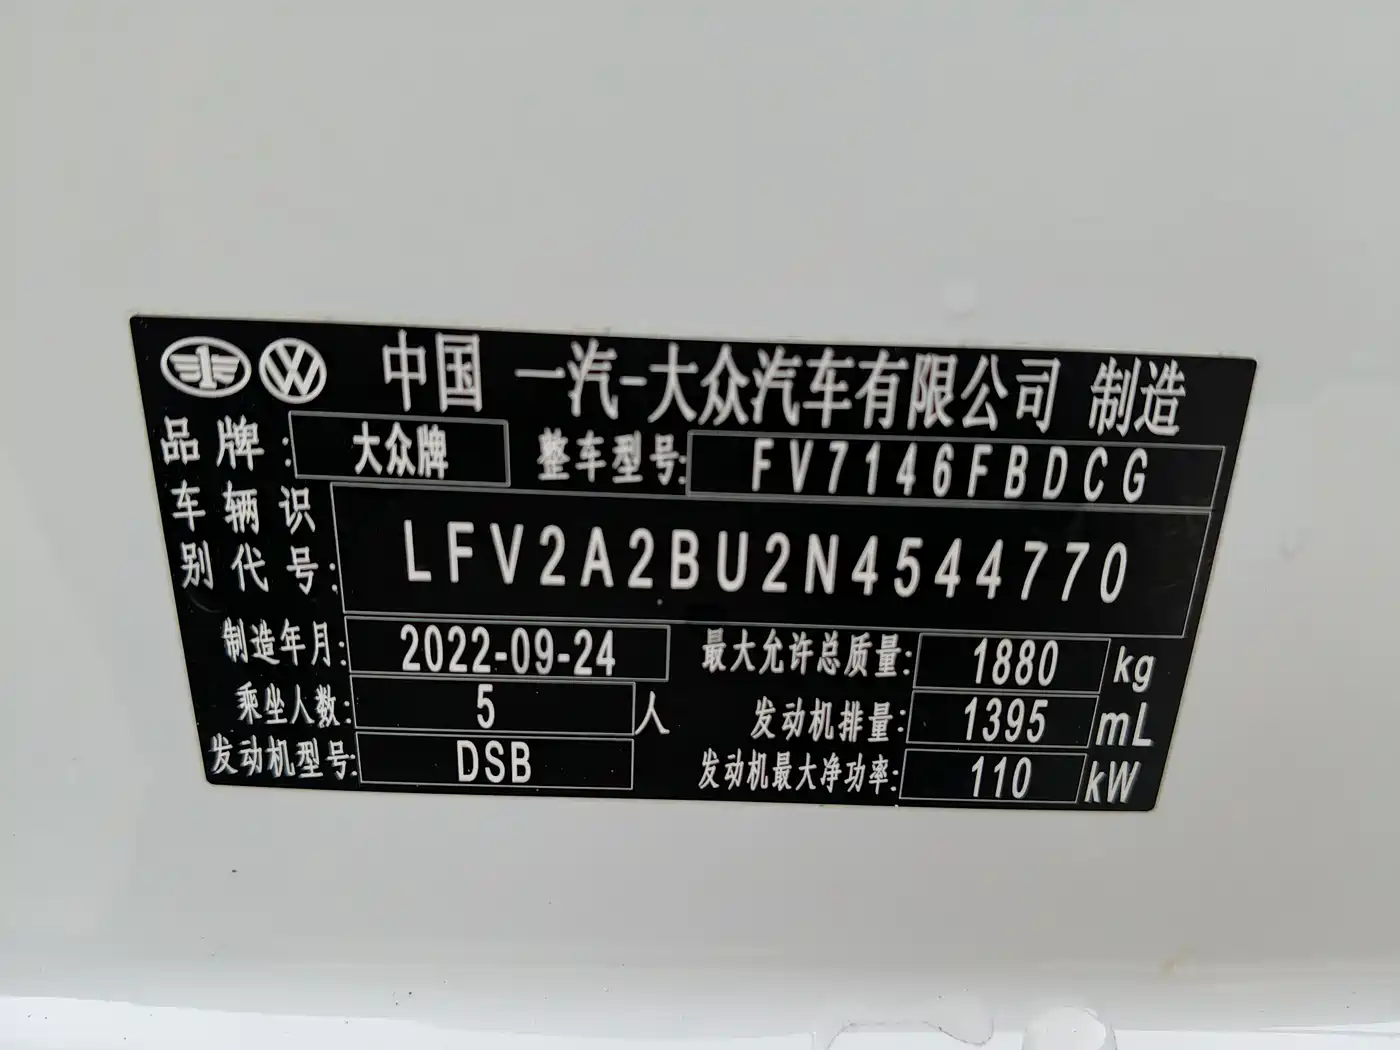 中国 一汽-大众汽车有限公司 制造
品牌: 大众牌 整车型号: FV7146FBDCG
车辆识别代号: LFV2A2BU2N4544770
制造年月: 2022-09-24 最大允许总质量: 1880 kg
乘坐人数: 5 人 发动机排量: 1395 mL
发动机型号: DSB 发动机最大净功率: 110 kW